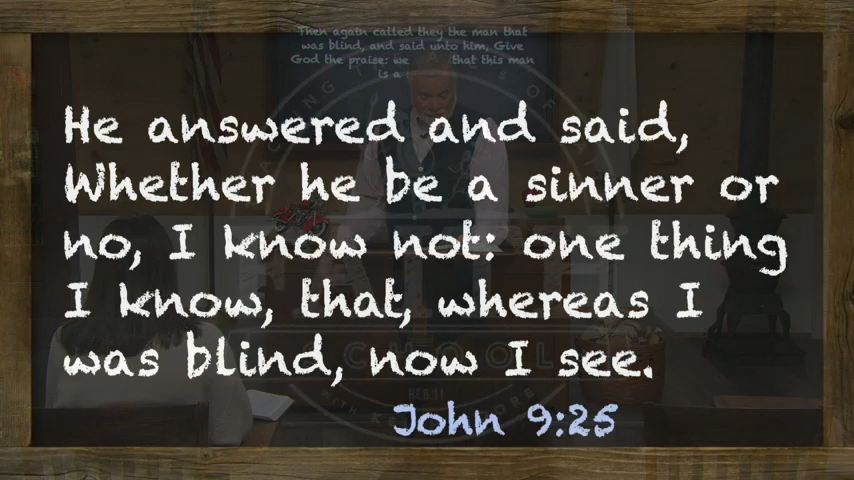 Then again called they the man that
was blind, and said unto him, Give
God the praise: we that this man
is a
He answered and said,
Whether he be a sinner or
no, I know not: one thing
I know, that, whereas I
was blind, now I see.
John 9:25